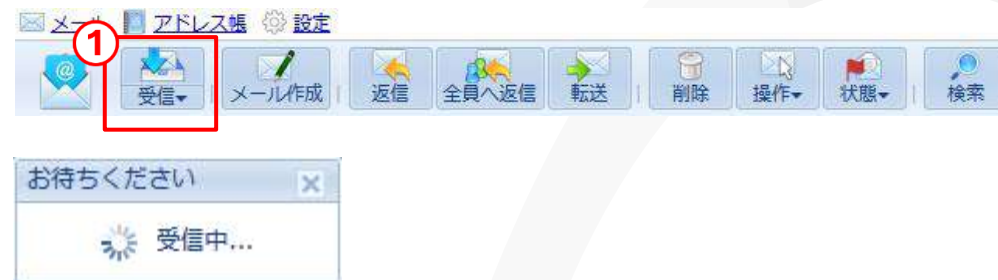 メール アドレス帳 設定
①
受信▾ メール作成 返信 全員へ返信 転送 削除 操作▾ 状態▾ 検索
お待ちください ×
受信中...